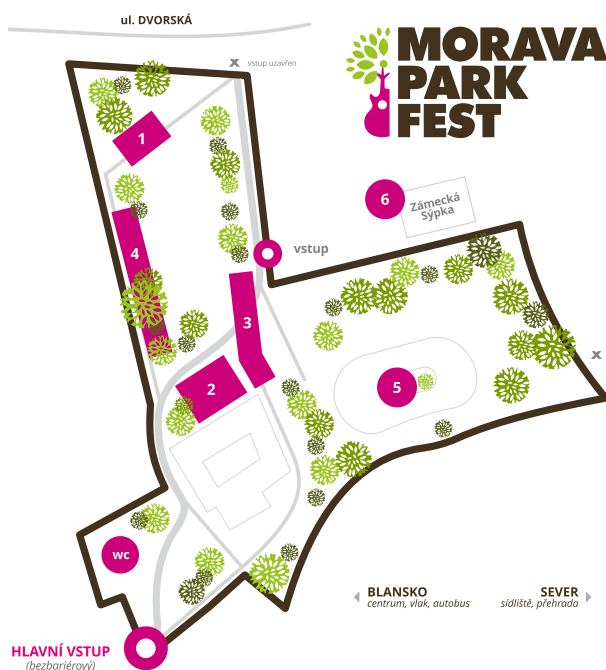 ul. DVORSKÁ
x vstup uzavřen
MORAVA
PARK
FEST
1
6
Zámecká
Sýpka
4
vstup
3
x
2
5
wc
BLANSKO
centrum, vlak, autobus
SEVER
sídliště, přehrada
HLAVNÍ VSTUP
(bezbariérový)